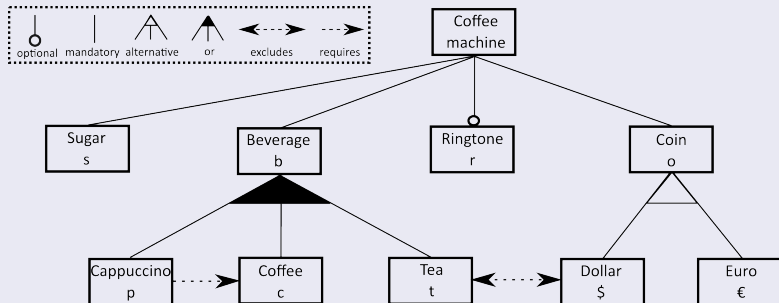 optional mandatory alternative or excludes requires
Coffee
machine
Sugar
s
Beverage
b
Ringtone
r
Coin
o
Cappuccino
p
Coffee
c
Tea
t
Dollar
$
Euro
€